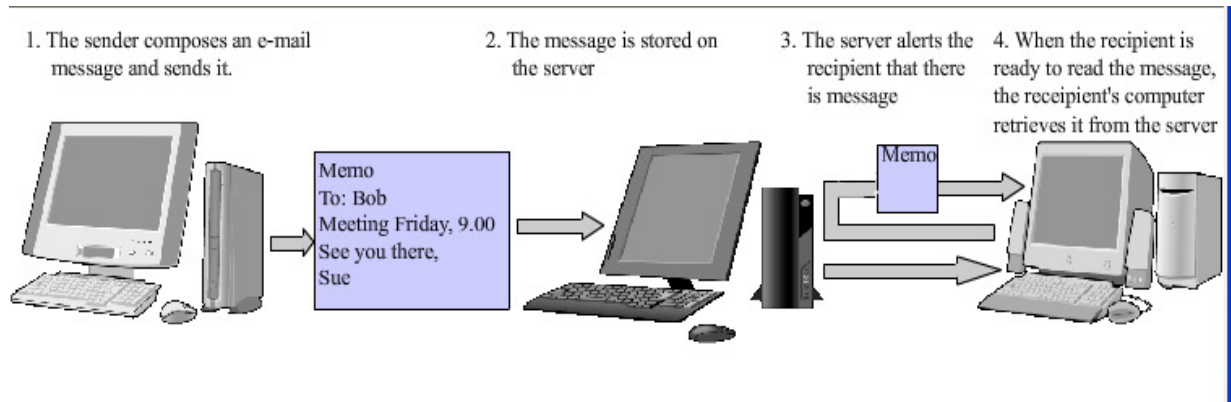 1. The sender composes an e-mail
message and sends it.
2. The message is stored on
the server
3. The server alerts the
recipient that there
is message
4. When the recipient is
ready to read the message,
the receipient's computer
retrieves it from the server
Memo
To: Bob
Meeting Friday, 9.00
See you there,
Sue
Memo